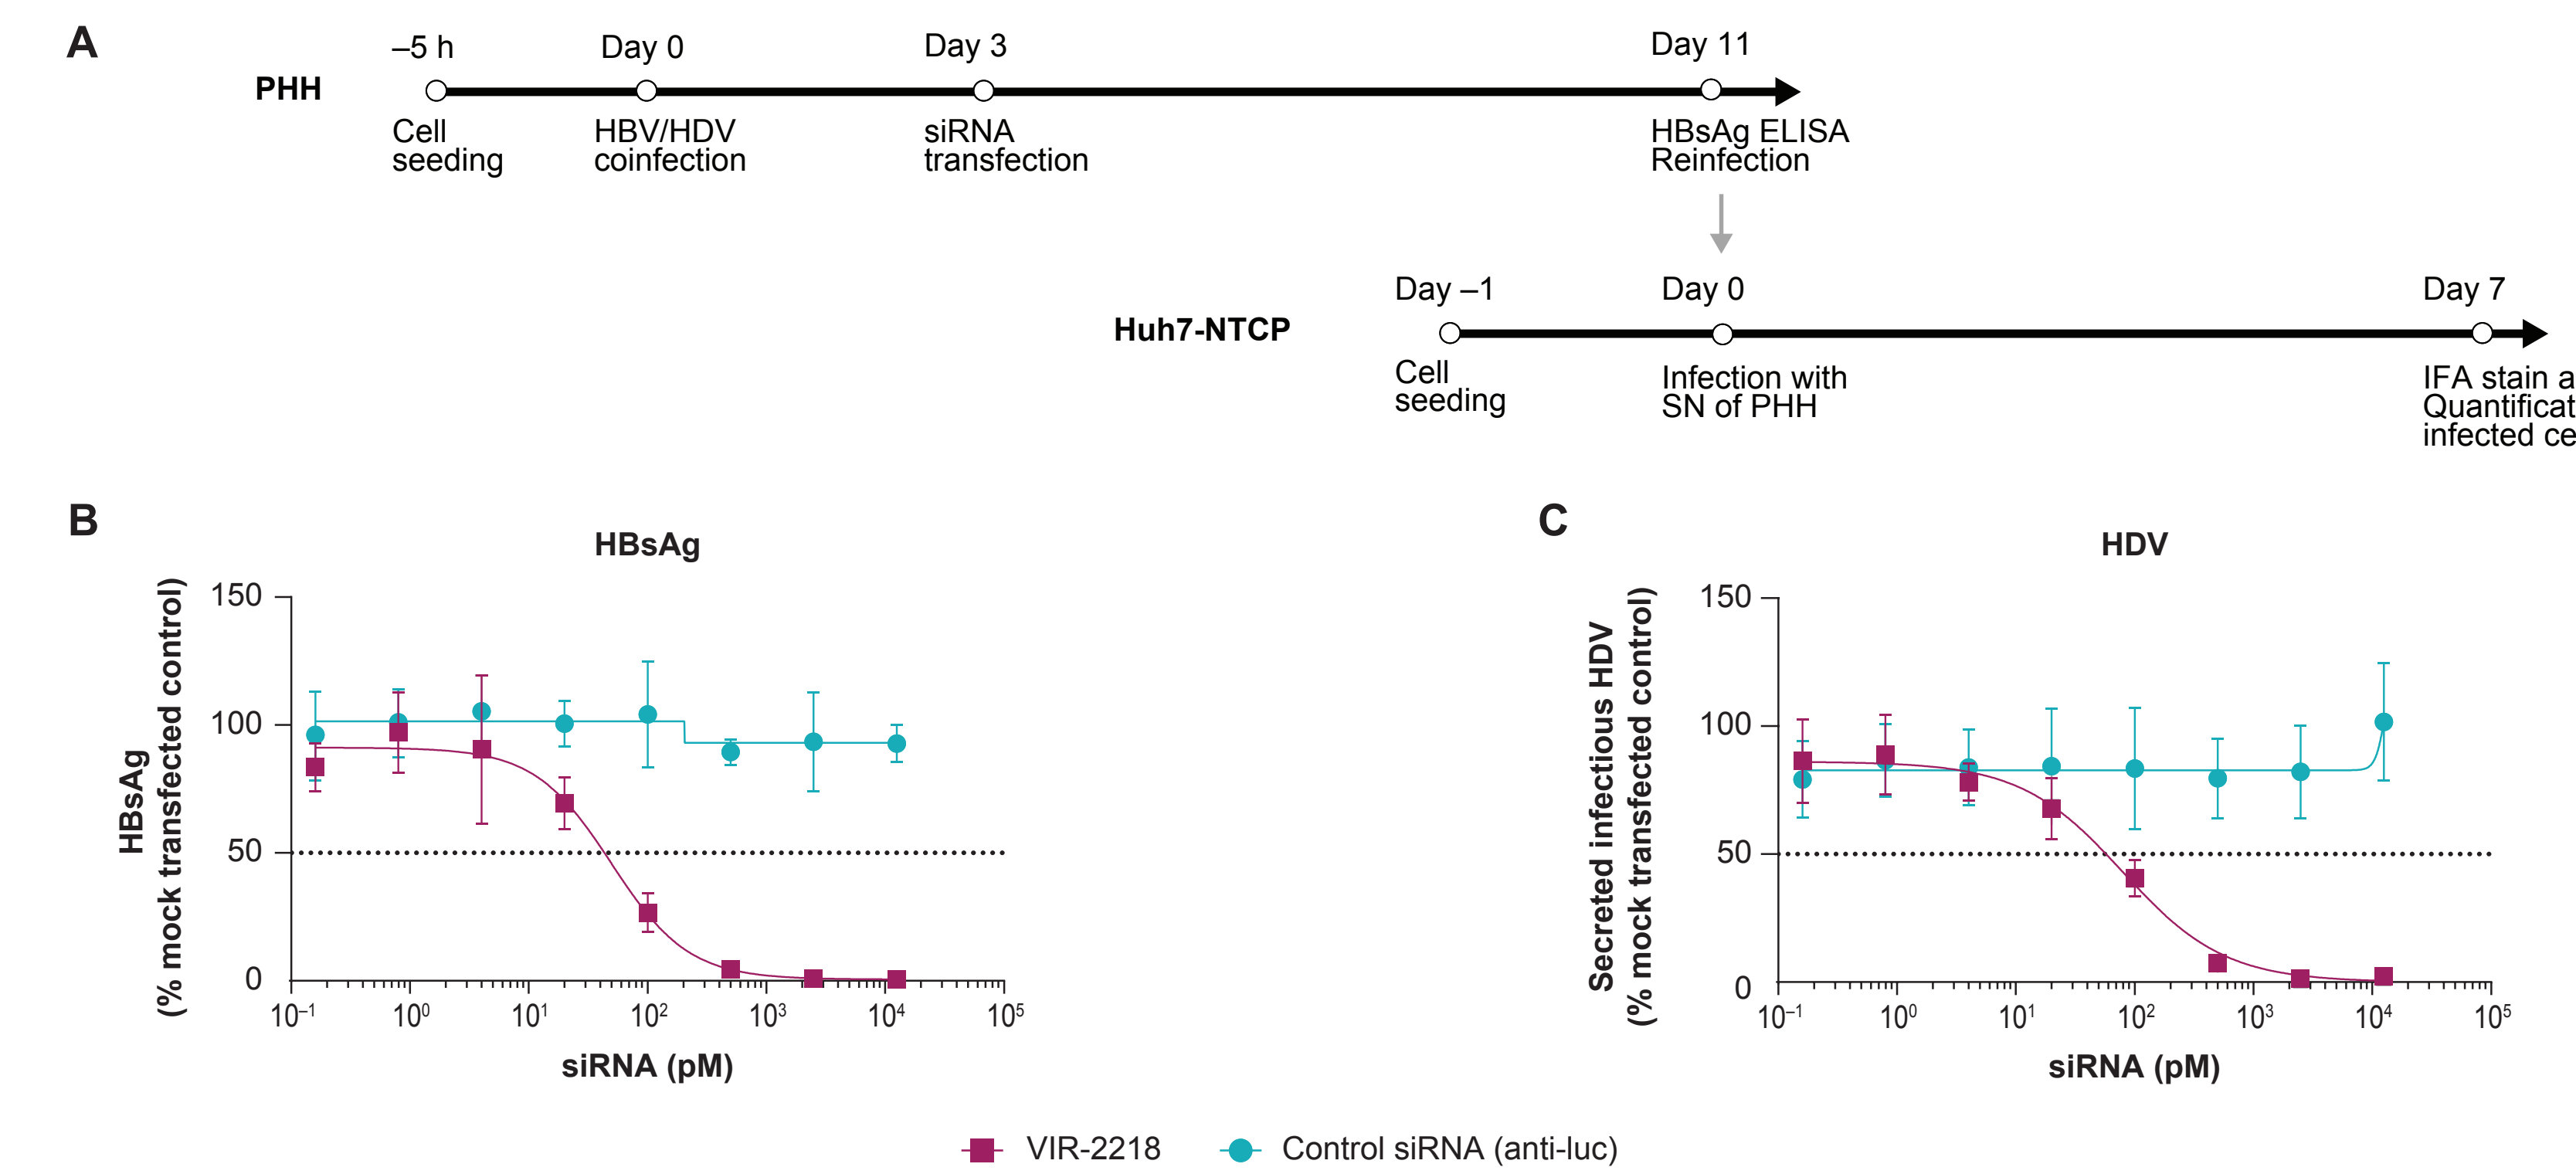 A
–5 h
Day 0
Day 3
Day 11
PHH
Cell
seeding
HBV/HDV
coinfection
siRNA
transfection
HBsAg ELISA
Reinfection
Day –1
Day 0
Day 7
Huh7-NTCP
Cell
seeding
Infection with
SN of PHH
IFA stain
Quantificat
infected
B
HBsAg
HBsAg
(% mock transfected control)
150
100
50
0
10⁻¹
10⁰
10¹
10²
10³
10⁴
10⁵
siRNA (pM)
C
HDV
Secreted infectious HDV
(% mock transfected control)
150
100
50
0
10⁻¹
10⁰
10¹
10²
10³
10⁴
10⁵
siRNA (pM)
VIR-2218
Control siRNA (anti-luc)